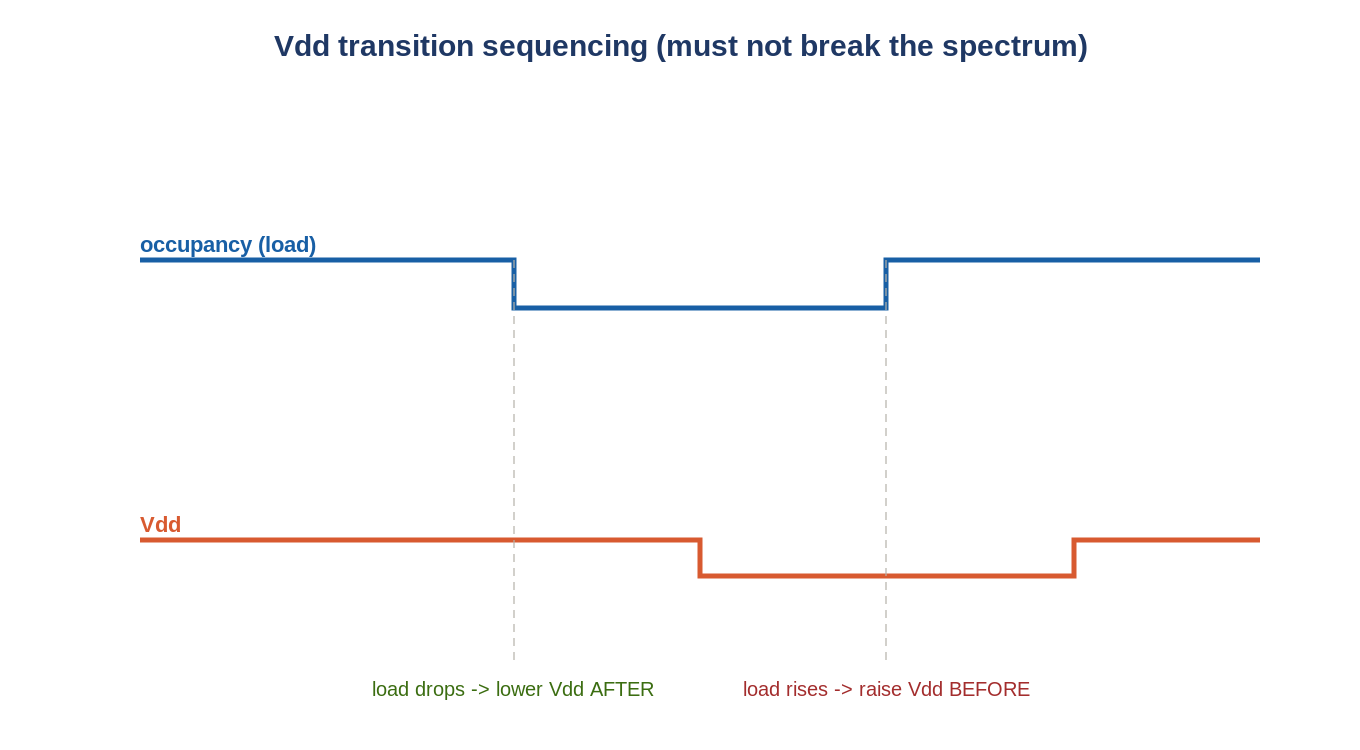 Vdd transition sequencing (must not break the spectrum)
occupancy (load)
Vdd
load drops -> lower Vdd AFTER
load rises -> raise Vdd BEFORE